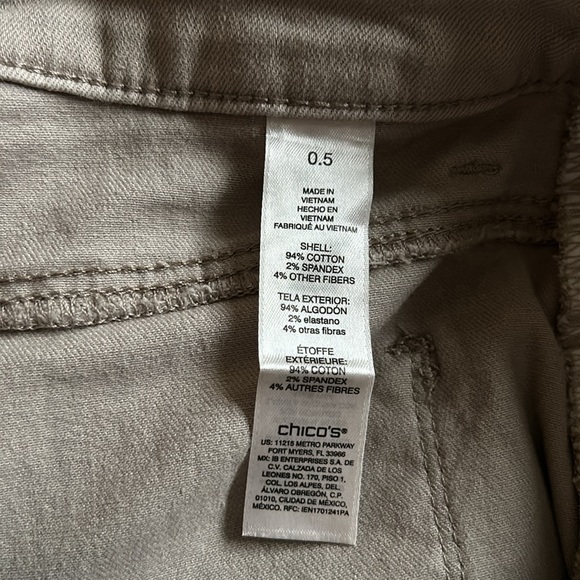 0.5
MADE IN
VIETNAM
HECHO EN
VIETNAM
FABRIQUÉ AU VIETNAM
SHELL:
94% COTTON
2% SPANDEX
4% OTHER FIBERS
TELA EXTERIOR:
94% ALGODÓN
2% elastano
4% otras fibras
ÉTOFFE
EXTÉRIEURE:
94% COTON
2% SPANDEX
4% AUTRES FIBRES
chico's®
US: 11215 METRO PARKWAY
FORT MYERS, FL 33966
MX: IB ENTERPRISES S.A. DE
C.V. CALZADA DE LOS
LEONES NO. 170, PISO 1,
COL. LOS ALPES, DEL.
ÁLVARO OBREGÓN, C.P.
01010, CIUDAD DE MÉXICO,
MÉXICO. RFC: IEN1701241PA